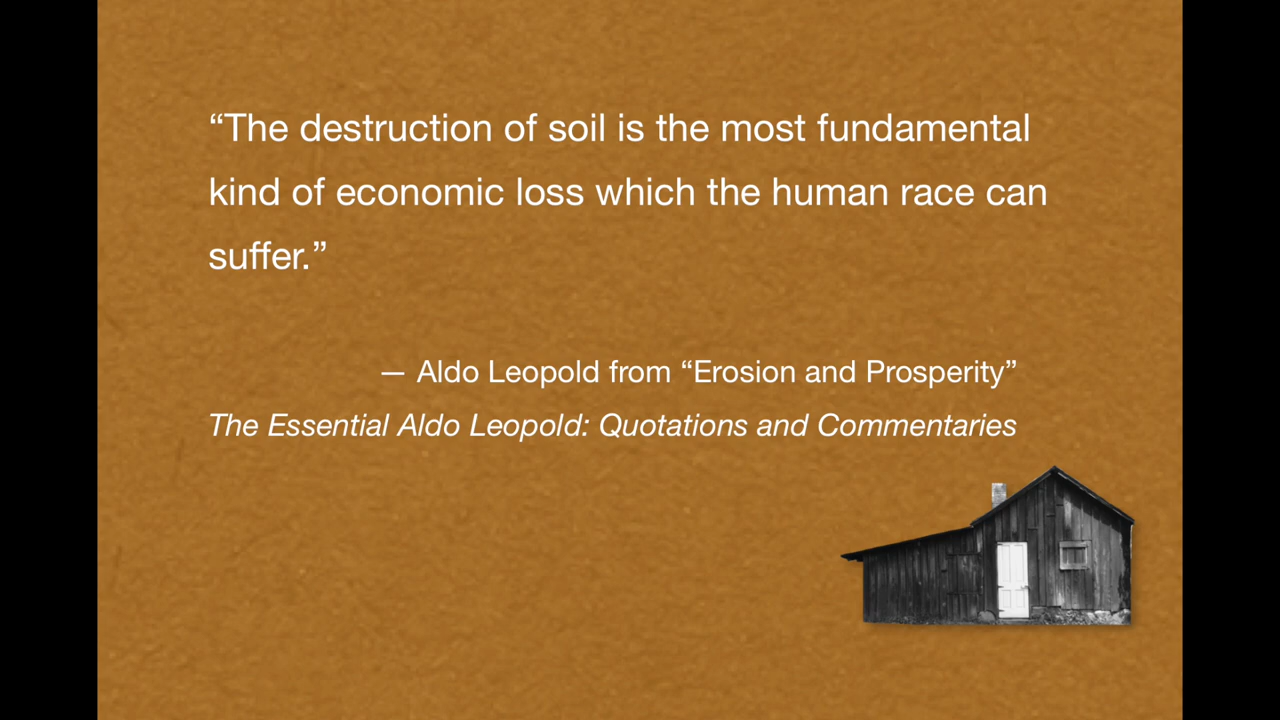 “The destruction of soil is the most fundamental
kind of economic loss which the human race can
suffer.”
— Aldo Leopold from “Erosion and Prosperity”
The Essential Aldo Leopold: Quotations and Commentaries